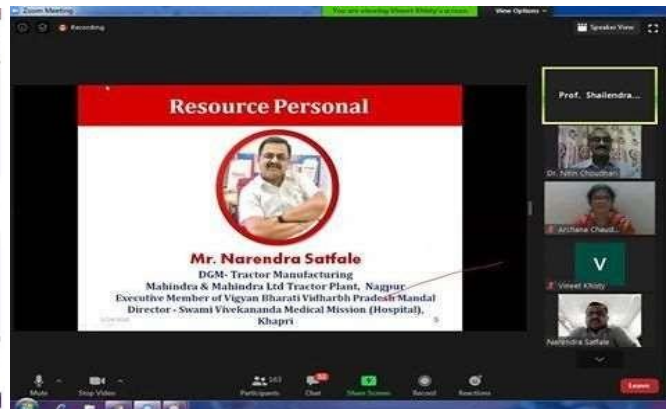 Zoom Meeting
You are viewing Vineet Khisty's screen
View Options
Recording
Speaker View
Resource Personal
Mr. Narendra Satfale
DGM- Tractor Manufacturing
Mahindra & Mahindra Ltd Tractor Plant, Nagpur
Executive Member of Vigyan Bharati Vidharbh Pradesh Mandal
Director - Swami Vivekananda Medical Mission (Hospital),
Khapri
5
Prof. Shailendra...
Dr. Nitin Choudhari
Archana Chaud...
V
Vineet Khisty
Narendra Satfale
Mute
Stop Video
Participants
163
Chat
Share Screen
Record
Reactions
Leave